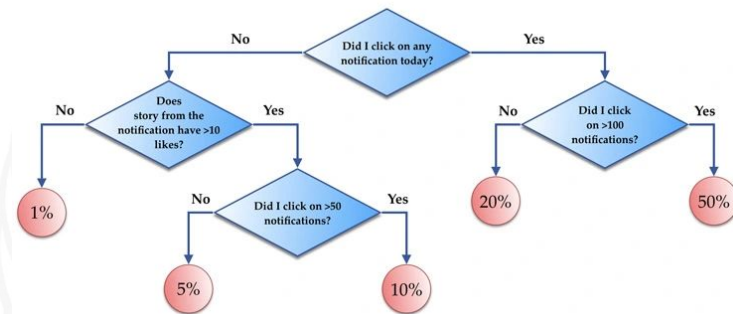 No
Did I click on any
notification today?
Yes
No
Does
story from the
notification have >10
likes?
Yes
No
Did I click
on >100
notifications?
Yes
1%
No
Did I click on >50
notifications?
Yes
20%
50%
5%
10%